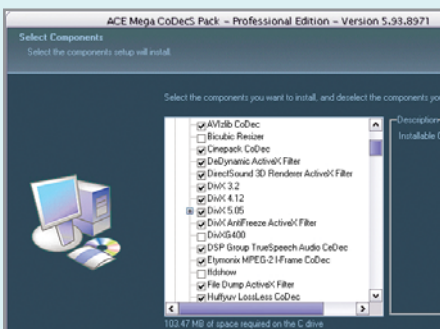 ACE Mega CoDecS Pack - Professional Edition - Version 5.93.8971
Select Components
Select the components setup will install.
Select the components you want to install, and deselect the components you
AVIzlib CoDec
Bicubic Resizer
Cinepack CoDec
DeDynamic ActiveX Filter
DirectSound 3D Renderer ActiveX Filter
DivX 3.2
DivX 4.12
DivX 5.05
DivX AntiFreeze ActiveX Filter
DivXG400
DSP Group TrueSpeech Audio CeDec
Elymonix MPEG-2 I-Frame CoDec
ffdshow
File Dump ActiveX Filter
Huffyuv LossLess CoDec
Description
Installable
103.47 MB of space required on the C drive